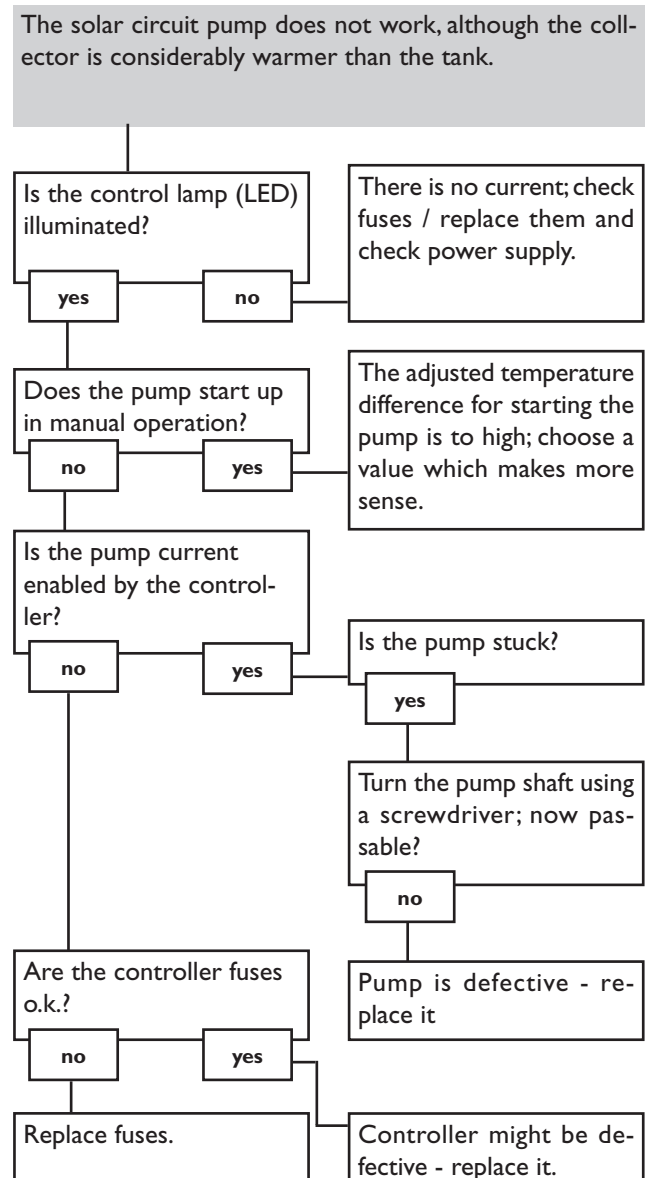 The solar circuit pump does not work, although the coll-
ector is considerably warmer than the tank.
Is the control lamp (LED)
illuminated?
yes
no
There is no current; check
fuses / replace them and
check power supply.
Does the pump start up
in manual operation?
no
yes
The adjusted temperature
difference for starting the
pump is to high; choose a
value which makes more
sense.
Is the pump current
enabled by the control-
ler?
no
yes
Is the pump stuck?
yes
Turn the pump shaft using
a screwdriver; now pas-
sable?
no
Pump is defective - re-
place it
Are the controller fuses
o.k.?
no
yes
Replace fuses.
Controller might be de-
fective - replace it.